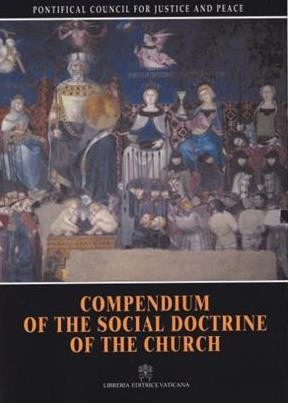 PONTIFICAL COUNCIL FOR JUSTICE AND PEACE
COMPENDIUM
OF THE SOCIAL DOCTRINE
OF THE CHURCH
LIBRERIA EDITRICE VATICANA